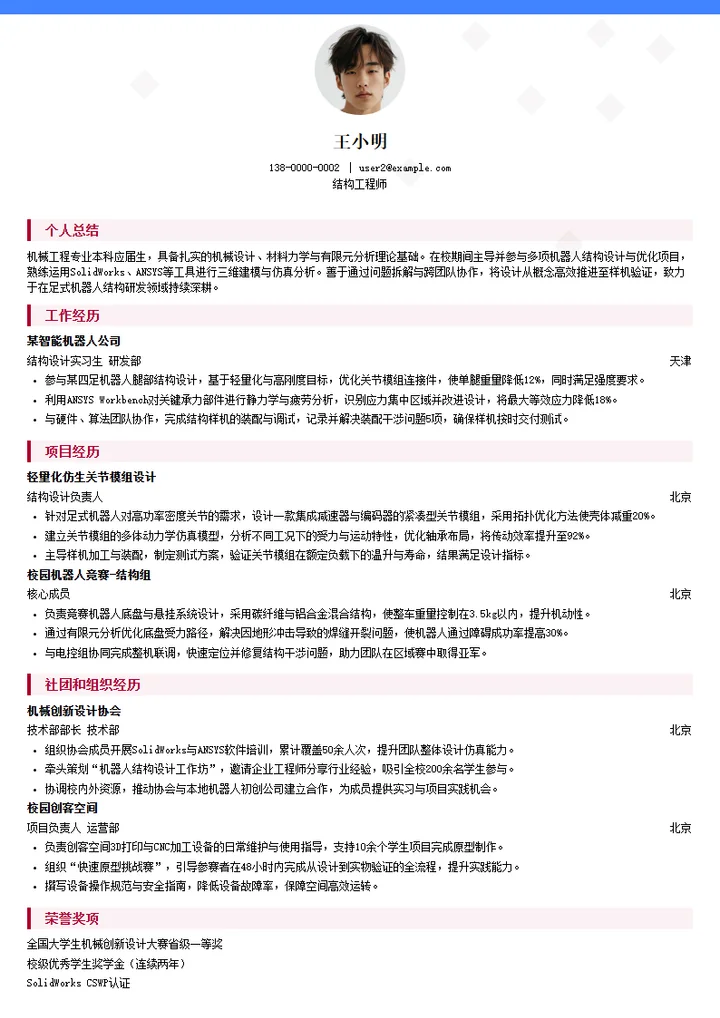 王小明
138-0000-0002 | user2@example.com
结构工程师
个人总结
机械工程专业本科应届生，具备扎实的机械设计、材料力学与有限元分析理论基础。在校期间主导并参与多项机器人结构设计与优化项目，
熟练运用SolidWorks、ANSYS等工具进行三维建模与仿真分析。善于通过问题拆解与跨团队协作，将设计从概念高效推进至样机验证，致力
于在足式机器人结构研发领域持续深耕。
工作经历
某智能机器人公司
结构设计实习生 研发部 天津
• 参与某四足机器人腿部结构设计，基于轻量化与高刚度目标，优化关节模组连接件，使单腿重量降低12%，同时满足强度要求。
• 利用ANSYS Workbench对关键承力部件进行静力学与疲劳分析，识别应力集中区域并改进设计，将最大等效应力降低18%。
• 与硬件、算法团队协作，完成结构样机的装配与调试，记录并解决装配干涉问题5项，确保样机按时交付测试。
项目经历
轻量化仿生关节模组设计
结构设计负责人 北京
• 针对足式机器人对高功率密度关节的需求，设计一款集成减速器与编码器的紧凑型关节模组，采用拓扑优化方法使壳体减重20%。
• 建立关节模组的多体动力学仿真模型，分析不同工况下的受力与运动特性，优化轴承布局，将传动效率提升至92%。
• 主导样机加工与装配，制定测试方案，验证关节模组在额定负载下的温升与寿命，结果满足设计指标。
校园机器人竞赛-结构组
核心成员 北京
• 负责竞赛机器人底盘与悬挂系统设计，采用碳纤维与铝合金混合结构，使整车重量控制在3.5kg以内，提升机动性。
• 通过有限元分析优化底盘受力路径，解决因地形冲击导致的焊缝开裂问题，使机器人通过障碍成功率提高30%。
• 与电控组协同完成整机联调，快速定位并修复结构干涉问题，助力团队在区域赛中取得亚军。
社团和组织经历
机械创新设计协会
技术部部长 技术部 北京
• 组织协会成员开展SolidWorks与ANSYS软件培训，累计覆盖50余人次，提升团队整体设计仿真能力。
• 牵头策划“机器人结构设计工作坊”，邀请企业工程师分享行业经验，吸引全校200余名学生参与。
• 协调校内外资源，推动协会与本地机器人初创公司建立合作，为成员提供实习与项目实践机会。
校园创客空间
项目负责人 运营部 北京
• 负责创客空间3D打印与CNC加工设备的日常维护与使用指导，支持10余个学生项目完成原型制作。
• 组织“快速原型挑战赛”，引导参赛者在48小时内完成从设计到实物验证的全流程，提升实践能力。
• 撰写设备操作规范与安全指南，降低设备故障率，保障空间高效运转。
荣誉奖项
全国大学生机械创新设计大赛省级一等奖
校级优秀学生奖学金（连续两年）
SolidWorks CSWP认证